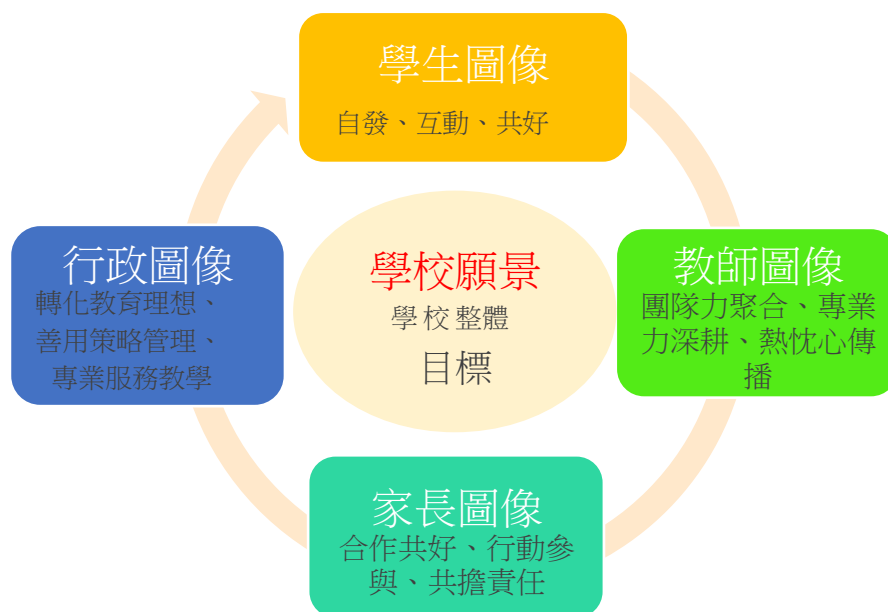 學生圖像
自發、互動、共好
行政圖像
轉化教育理想、
善用策略管理、
專業服務教學
學校願景
學校整體
目標
教師圖像
團隊力聚合、專業
力深耕、熱忱心傳
播
家長圖像
合作共好、行動參
與、共擔責任